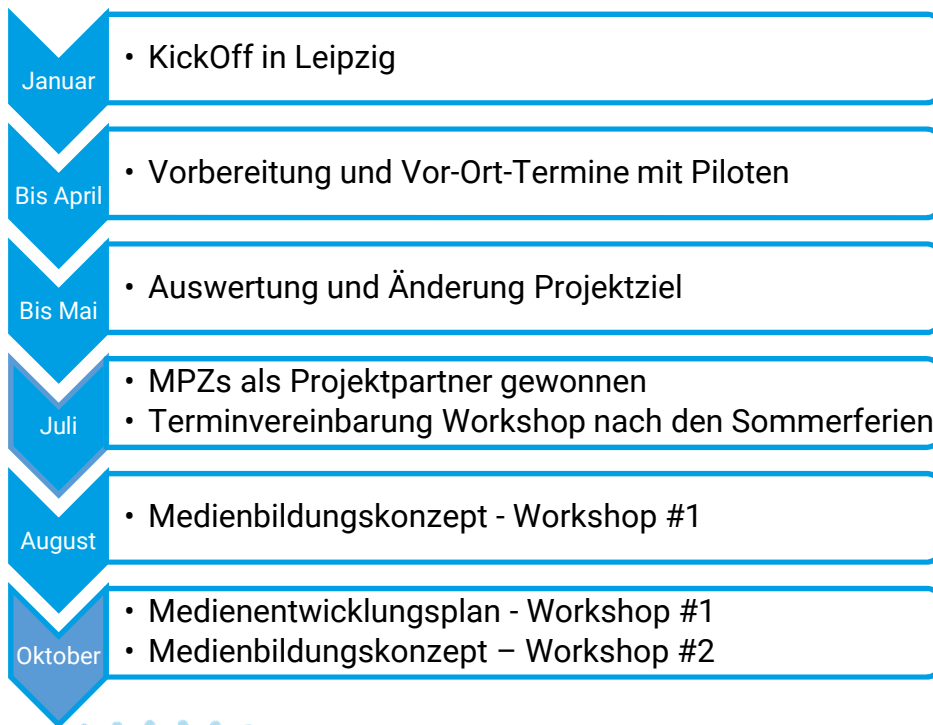 Januar
• KickOff in Leipzig
Bis April
• Vorbereitung und Vor-Ort-Termine mit Piloten
Bis Mai
• Auswertung und Änderung Projektziel
Juli
• MPZs als Projektpartner gewonnen
• Terminvereinbarung Workshop nach den Sommerferien
August
• Medienbildungskonzept - Workshop #1
Oktober
• Medienentwicklungsplan - Workshop #1
• Medienbildungskonzept – Workshop #2